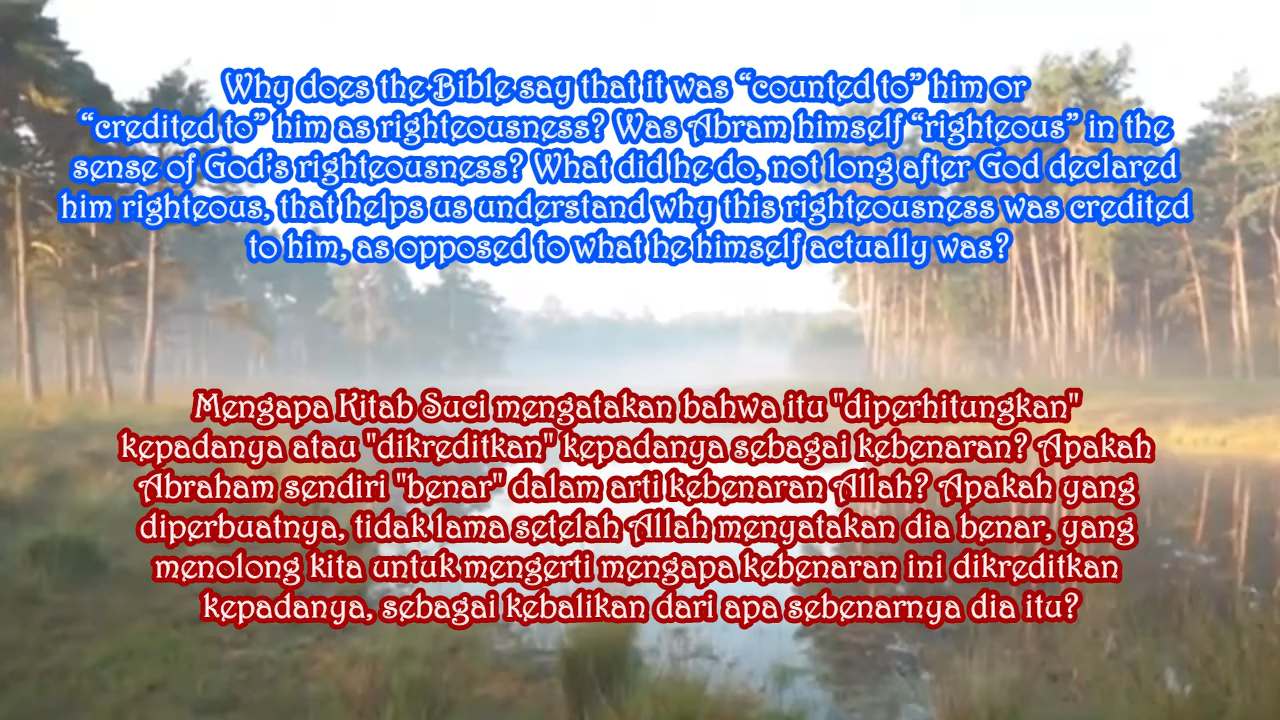 Why does the Bible say that it was “counted to” him or
“credited to” him as righteousness? Was Abram himself “righteous” in the
sense of God’s righteousness? What did he do, not long after God declared
him righteous, that helps us understand why this righteousness was credited
to him, as opposed to what he himself actually was?
Mengapa Kitab Suci mengatakan bahwa itu "diperhitungkan"
kepadanya atau "dikreditkan" kepadanya sebagai kebenaran? Apakah
Abraham sendiri "benar" dalam arti kebenaran Allah? Apakah yang
diperbuatnya, tidak lama setelah Allah menyatakan dia benar, yang
menolong kita untuk mengerti mengapa kebenaran ini dikreditkan
kepadanya, sebagai kebalikan dari apa sebenarnya dia itu?